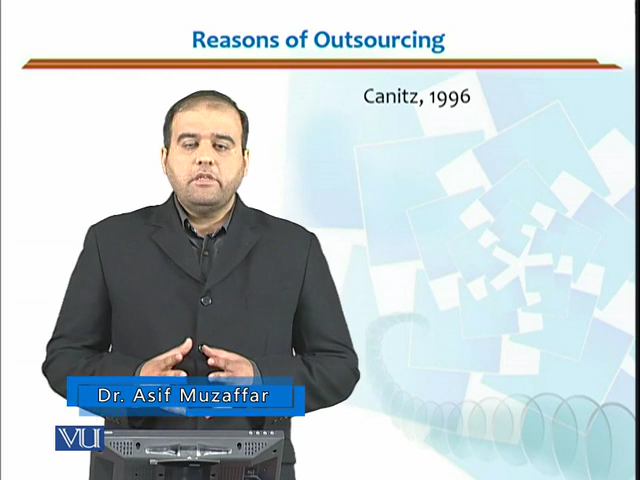 Reasons of Outsourcing
Canitz, 1996
Dr. Asif Muzaffar
VU